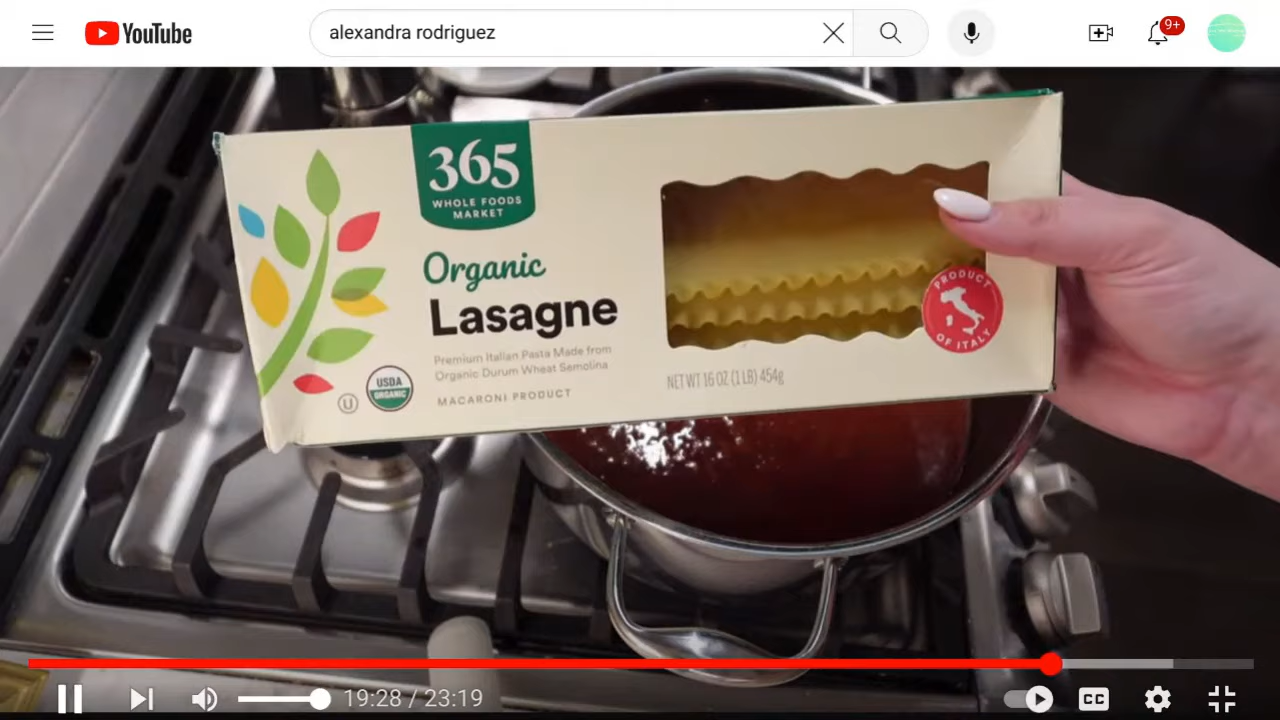 YouTube
alexandra rodriguez
9+
365
WHOLE FOODS
MARKET
Organic
Lasagne
Premium Italian Pasta Made from
Organic Durum Wheat Semolina
MACARONI PRODUCT
U
USDA
ORGANIC
NET WT 16 OZ (1 LB) 454g
PRODUCT
OF ITALY
19:28 / 23:19
CC